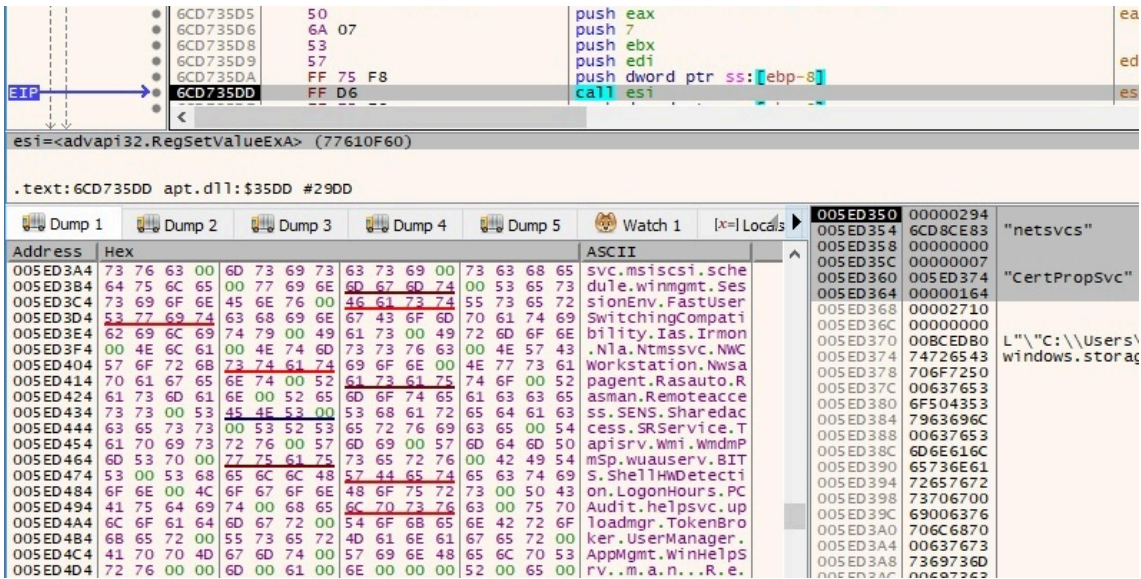 6CD735D5 50 push eax ea
6CD735D6 6A 07 push 7
6CD735D8 53 push ebx
6CD735D9 57 push edi ed
6CD735DA FF 75 F8 push dword ptr ss:[ebp-8]
EIP 6CD735DD FF D6 call esi es
esi=<advapi32.RegSetValueExA> (77610F60)
.text:6CD735DD apt.dll:$35DD #29DD
Dump 1 Dump 2 Dump 3 Dump 4 Dump 5 Watch 1 [x=] Locals
Address Hex ASCII
005ED3A4 73 76 63 00 6D 73 69 73 63 73 69 00 73 63 68 65 svc.msiscsi.sche
005ED3B4 64 75 6C 65 00 77 69 6E 6D 67 6D 74 00 53 65 73 dule.winmgmt.Ses
005ED3C4 73 69 6F 6E 45 6E 76 00 46 61 73 74 55 73 65 72 sionEnv.FastUser
005ED3D4 53 77 69 74 63 68 69 6E 67 43 6F 6D 70 61 74 69 SwitchingCompati
005ED3E4 62 69 6C 69 74 79 00 49 61 73 00 49 72 6D 6F 6E bility.Ias.Irmon
005ED3F4 00 4E 6C 61 00 4E 74 6D 73 73 76 63 00 4E 57 43 .Nla.Ntmssvc.NWC
005ED404 57 6F 72 6B 73 74 61 74 69 6F 6E 00 4E 77 73 61 Workstation.Nwsa
005ED414 70 61 67 65 6E 74 00 52 61 73 61 75 74 6F 00 52 pagent.Rasauto.R
005ED424 61 73 6D 61 6E 00 52 65 6D 6F 74 65 61 63 63 65 asman.Remoteacce
005ED434 73 73 00 53 45 4E 53 00 53 68 61 72 65 64 61 63 ss.SENS.Sharedac
005ED444 63 65 73 73 00 53 52 53 65 72 76 69 63 65 00 54 cess.SRService.T
005ED454 61 70 69 73 72 76 00 57 6D 69 00 57 6D 64 6D 50 apisrv.Wmi.WmdmP
005ED464 6D 53 70 00 77 75 61 75 73 65 72 76 00 42 49 54 mSp.wuauserv.BIT
005ED474 53 00 53 68 65 6C 6C 48 57 44 65 74 65 63 74 69 S.ShellHWDetecti
005ED484 6F 6E 00 4C 6F 67 6F 6E 48 6F 75 72 73 00 50 43 on.LogonHours.PC
005ED494 41 75 64 69 74 00 68 65 6C 70 73 76 63 00 75 70 Audit.helpsvc.up
005ED4A4 6C 6F 61 64 6D 67 72 00 54 6F 6B 65 6E 42 72 6F loadmgr.TokenBro
005ED4B4 6B 65 72 00 55 73 65 72 4D 61 6E 61 67 65 72 00 ker.UserManager.
005ED4C4 41 70 70 4D 67 6D 74 00 57 69 6E 48 65 6C 70 53 AppMgmt.WinHelpS
005ED4D4 72 76 00 00 6D 00 61 00 6E 00 00 00 52 00 65 00 rv..m.a.n...R.e.
005ED350 00000294
005ED354 6CD8CE83 "netsvcs"
005ED358 00000000
005ED35C 00000007
005ED360 005ED374 "CertPropSvc"
005ED364 00000164
005ED368 00002710
005ED36C 00000000
005ED370 00BCEDB0 L"\"C:\\Users\
005ED374 74726543 windows.storag
005ED378 706F7250
005ED37C 00637653
005ED380 6F504353
005ED384 7963696C
005ED388 00637653
005ED38C 6D6E616C
005ED390 65736E61
005ED394 72657672
005ED398 73706700
005ED39C 69006376
005ED3A0 706C6870
005ED3A4 00637673
005ED3A8 7369736D